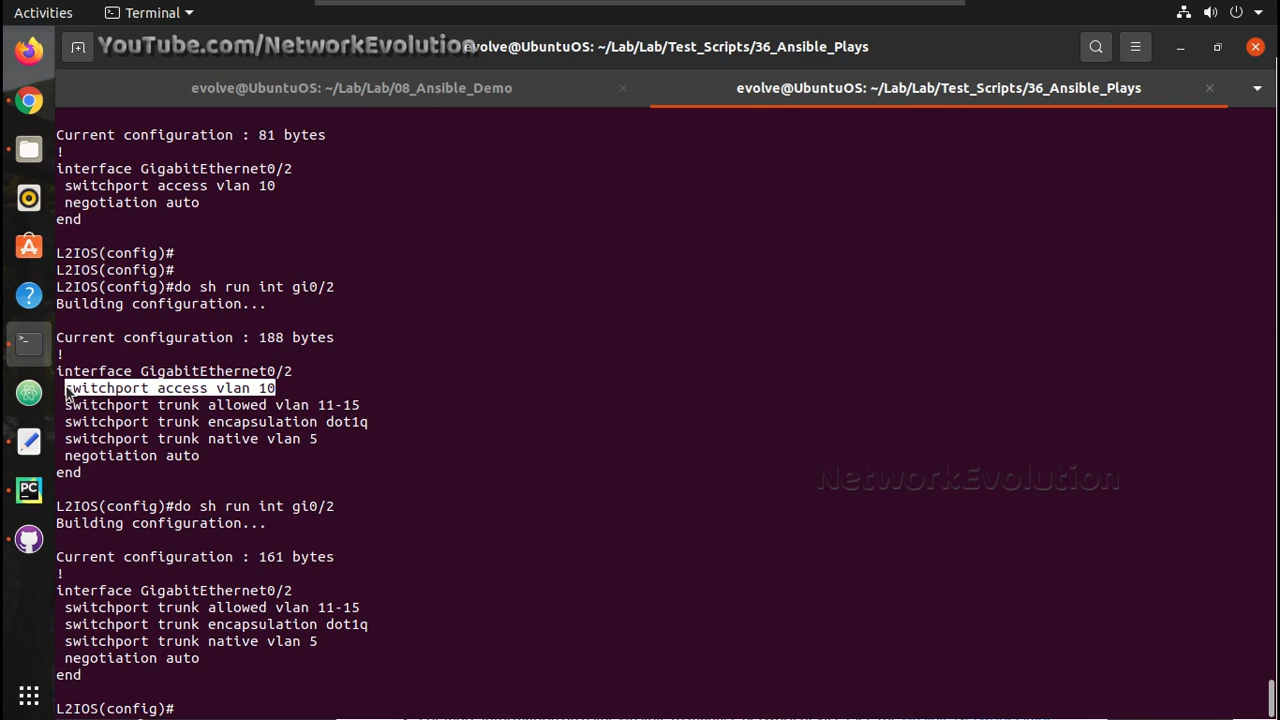 Activities
Terminal
YouTube.com/NetworkEvolution
evolve@UbuntuOS: ~/Lab/Lab/Test_Scripts/36_Ansible_Plays
evolve@UbuntuOS: ~/Lab/Lab/08_Ansible_Demo
evolve@UbuntuOS: ~/Lab/Lab/Test_Scripts/36_Ansible_Plays
Current configuration : 81 bytes
!
interface GigabitEthernet0/2
 switchport access vlan 10
 negotiation auto
end
L2IOS(config)#
L2IOS(config)#
L2IOS(config)#do sh run int gi0/2
Building configuration...
Current configuration : 188 bytes
!
interface GigabitEthernet0/2
 switchport access vlan 10
 switchport trunk allowed vlan 11-15
 switchport trunk encapsulation dot1q
 switchport trunk native vlan 5
 negotiation auto
end
NetworkEvolution
L2IOS(config)#do sh run int gi0/2
Building configuration...
Current configuration : 161 bytes
!
interface GigabitEthernet0/2
 switchport trunk allowed vlan 11-15
 switchport trunk encapsulation dot1q
 switchport trunk native vlan 5
 negotiation auto
end
L2IOS(config)#
PC